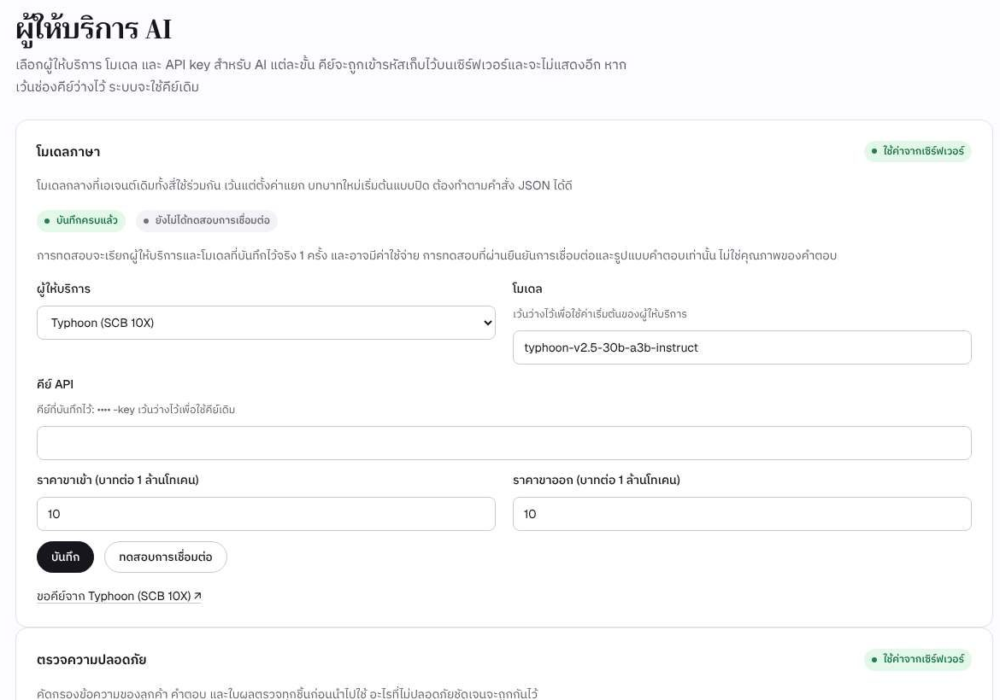 ผู้ให้บริการ AI
เลือกผู้ให้บริการ โมเดล และ API key สำหรับ AI แต่ละขั้น คีย์จะถูกเข้ารหัสเก็บไว้บนเซิร์ฟเวอร์และจะไม่แสดงอีก หาก
เว้นช่องคีย์ว่างไว้ ระบบจะใช้คีย์เดิม
โมเดลภาษา
ใช้ค่าจากเซิร์ฟเวอร์
โมเดลกลางที่เอเจนต์เดิมทั้งสี่ใช้ร่วมกัน เว้นแต่ตั้งค่าแยก บทบาทใหม่เริ่มต้นแบบปิด ต้องทำตามคำสั่ง JSON ได้ดี
บันทึกครบแล้ว
ยังไม่ได้ทดสอบการเชื่อมต่อ
การทดสอบจะเรียกผู้ให้บริการและโมเดลที่บันทึกไว้จริง 1 ครั้ง และอาจมีค่าใช้จ่าย การทดสอบที่ผ่านยืนยันการเชื่อมต่อและรูปแบบคำตอบเท่านั้น ไม่ใช่คุณภาพของคำตอบ
ผู้ให้บริการ
Typhoon (SCB 10X)
โมเดล
เว้นว่างไว้เพื่อใช้ค่าเริ่มต้นของผู้ให้บริการ
typhoon-v2.5-30b-a3b-instruct
คีย์ API
คีย์ที่บันทึกไว้: •••• -key เว้นว่างไว้เพื่อใช้คีย์เดิม
ราคาขาเข้า (บาทต่อ 1 ล้านโทเคน)
10
ราคาขาออก (บาทต่อ 1 ล้านโทเคน)
10
บันทึก
ทดสอบการเชื่อมต่อ
ขอคีย์จาก Typhoon (SCB 10X) ↗
ตรวจความปลอดภัย
ใช้ค่าจากเซิร์ฟเวอร์
คัดกรองข้อความของลูกค้า คำตอบ และใบผลตรวจทุกชิ้นก่อนนำไปใช้ อะไรที่ไม่ปลอดภัยชัดเจนจะถูกกันไว้